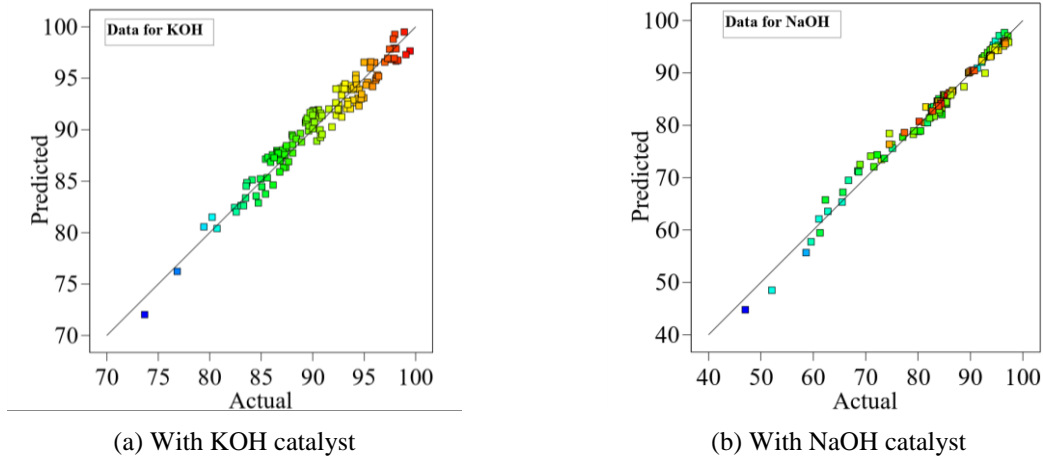 Data for KOH
Predicted
100
95
90
85
80
75
70
70 75 80 85 90 95 100
Actual
(a) With KOH catalyst
Data for NaOH
Predicted
100
90
80
70
60
50
40
40 50 60 70 80 90 100
Actual
(b) With NaOH catalyst